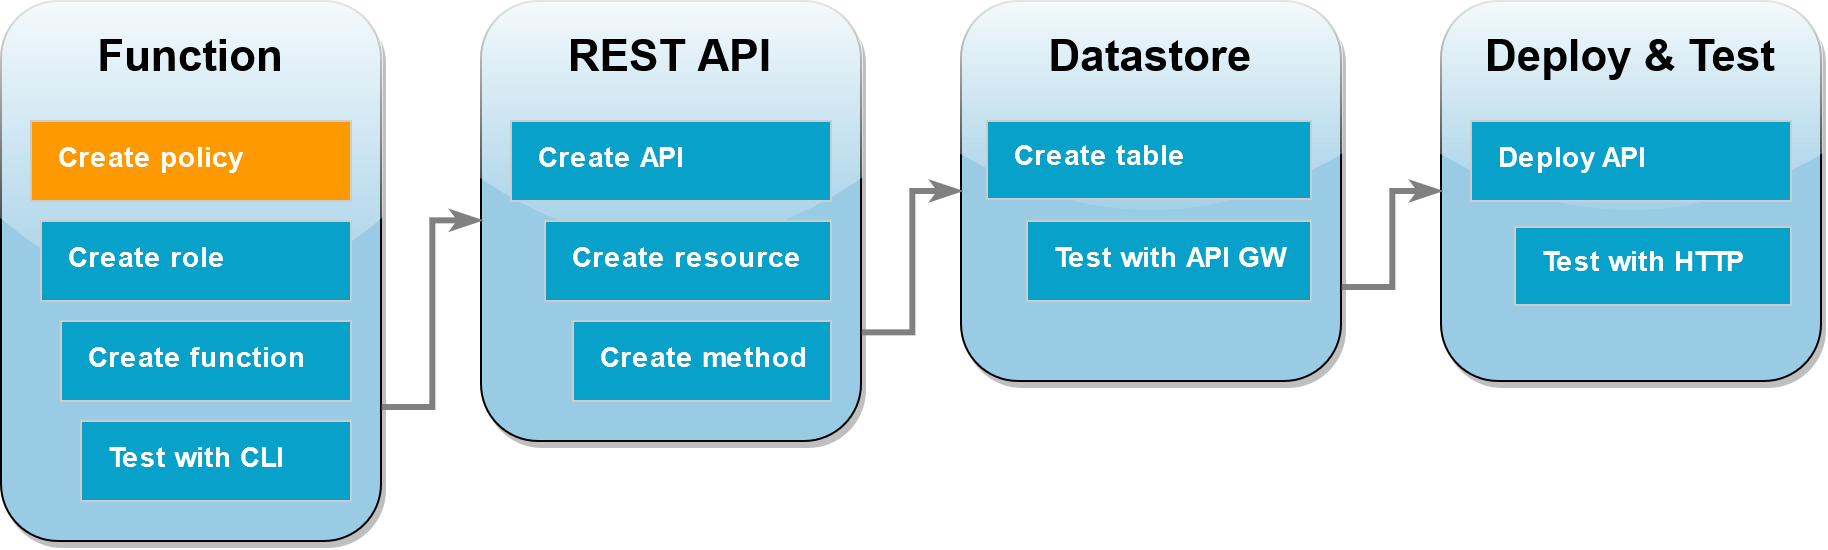 Function
Create policy
Create role
Create function
Test with CLI
REST API
Create API
Create resource
Create method
Datastore
Create table
Test with API GW
Deploy & Test
Deploy API
Test with HTTP